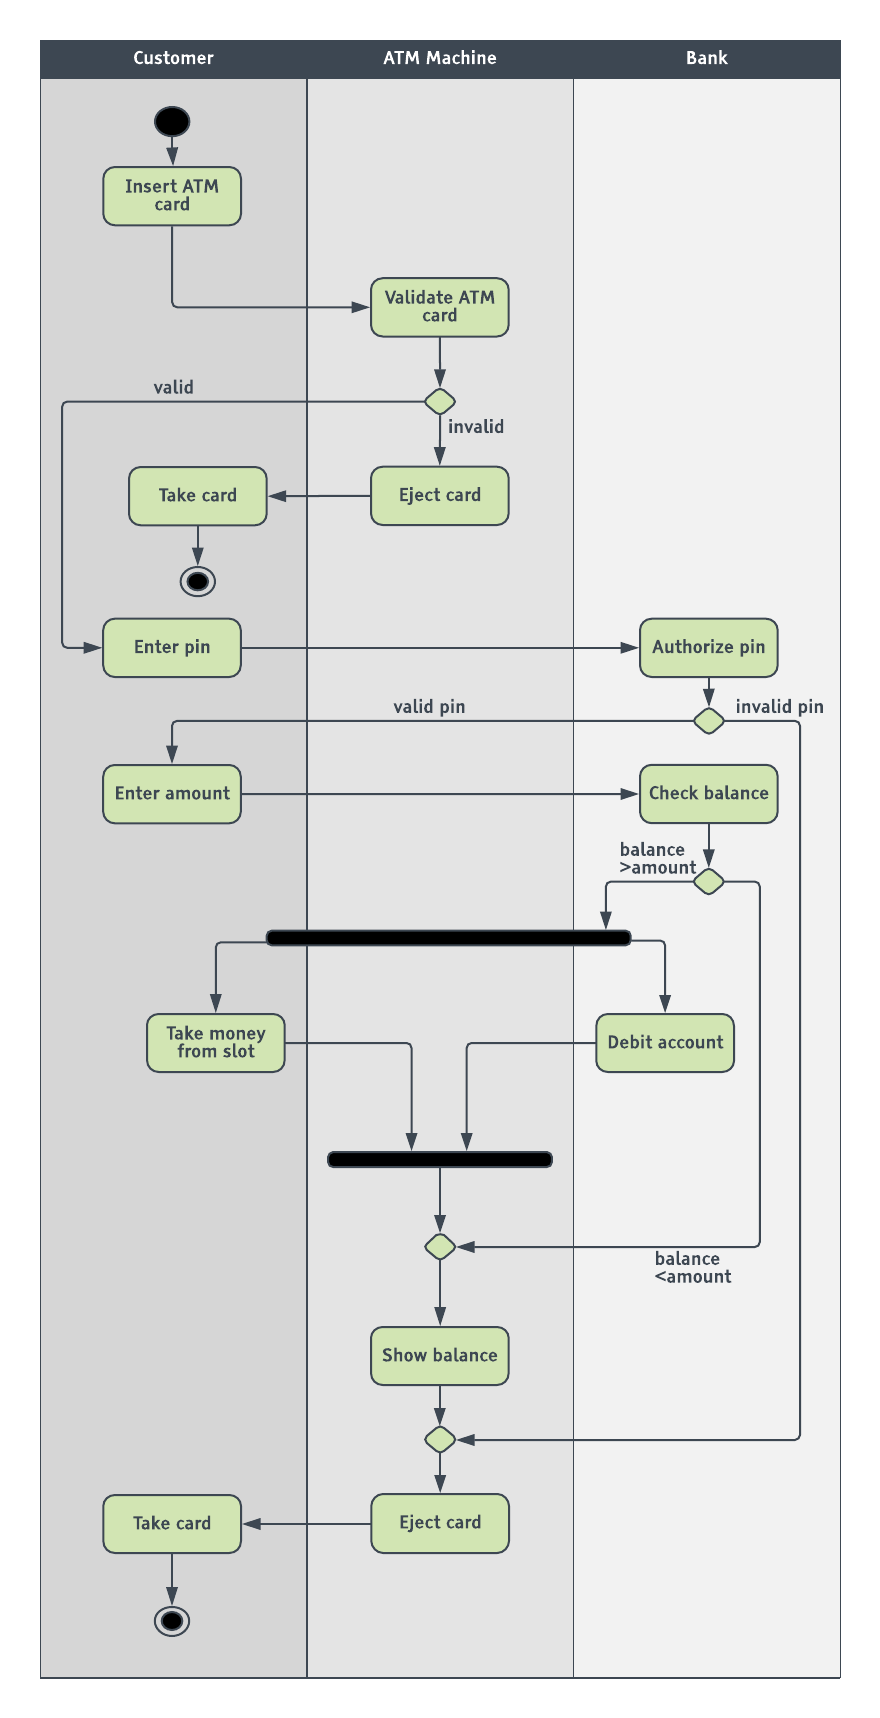 Customer
ATM Machine
Bank
Insert ATM
card
Validate ATM
card
valid
invalid
Take card
Eject card
Enter pin
Authorize pin
valid pin
invalid pin
Enter amount
Check balance
balance
>amount
Take money
from slot
Debit account
balance
<amount
Show balance
Take card
Eject card